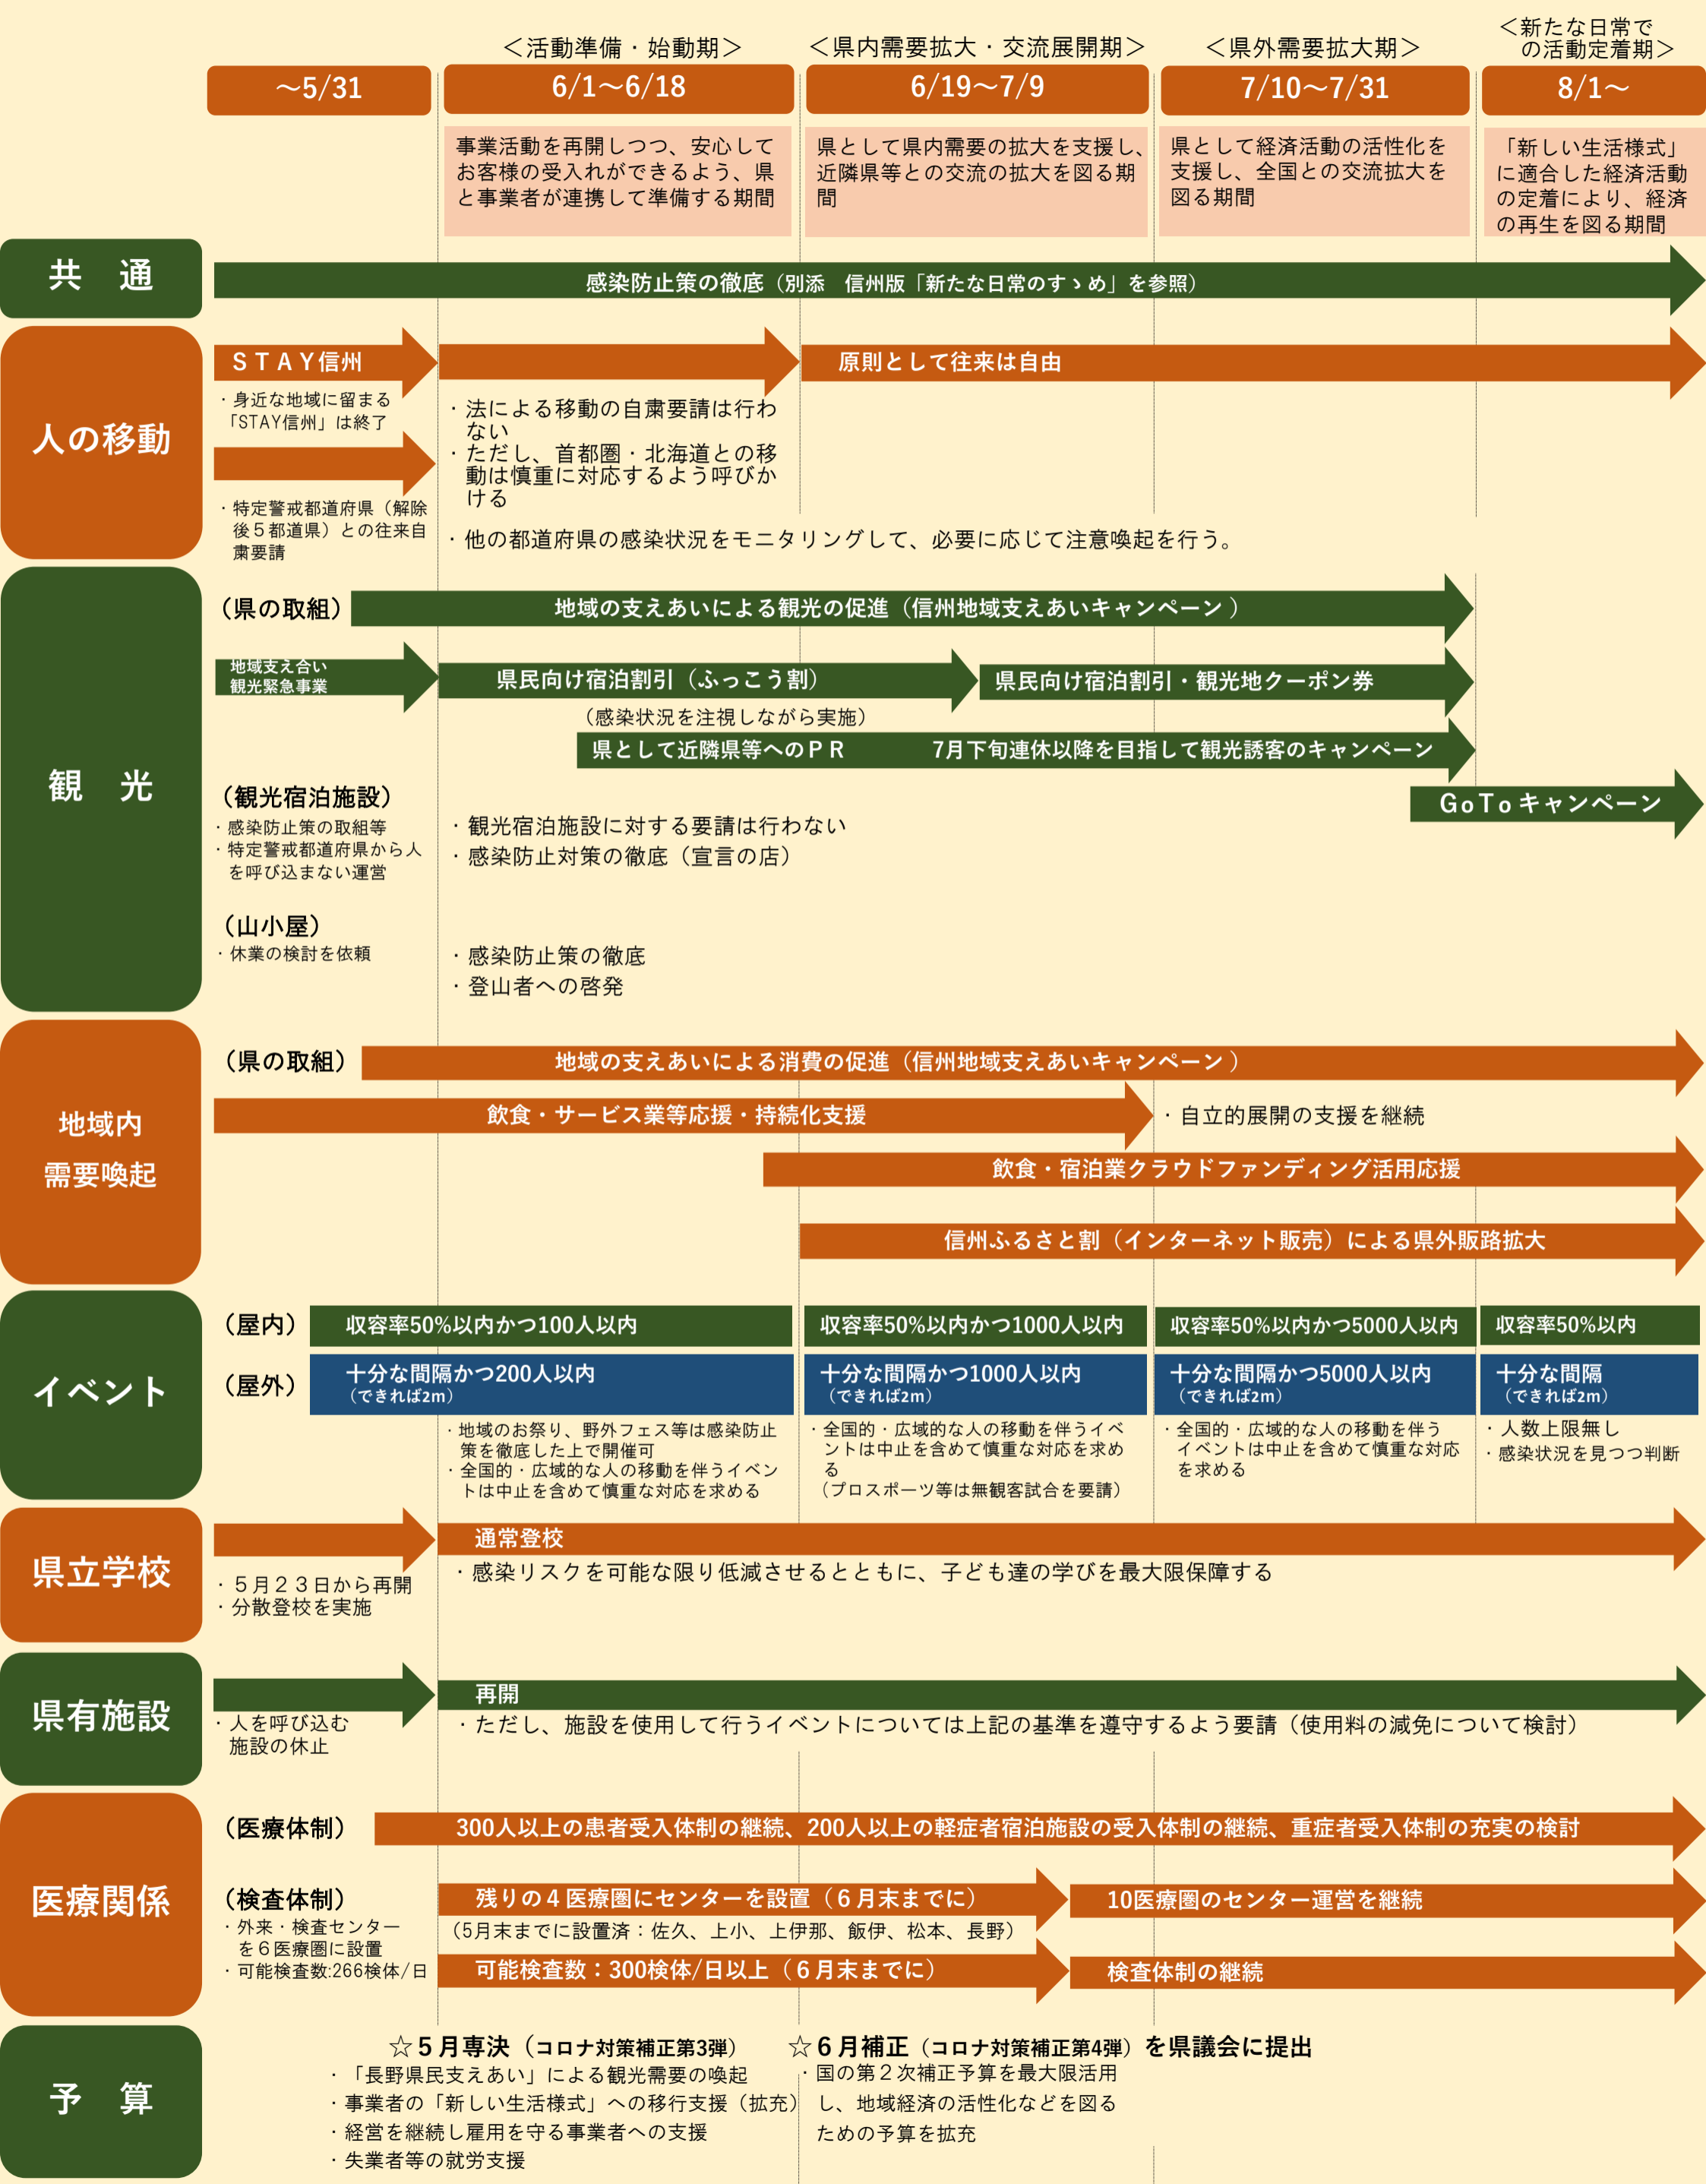 ＜活動準備・始動期＞
＜県内需要拡大・交流展開期＞
＜県外需要拡大期＞
＜新たな日常で
の活動定着期＞
～5/31
6/1～6/18
6/19～7/9
7/10～7/31
8/1～
事業活動を再開しつつ、安心して
お客様の受入れができるよう、県
と事業者が連携して準備する期間
県として県内需要の拡大を支援し、
近隣県等との交流の拡大を図る期
間
県として経済活動の活性化を
支援し、全国との交流拡大を
図る期間
「新しい生活様式」
に適合した経済活動
の定着により、経済
の再生を図る期間
共　通
感染防止策の徹底（別添　信州版「新たな日常のすゝめ」を参照）
人の移動
ＳＴＡＹ信州
・身近な地域に留まる
「STAY信州」は終了
・特定警戒都道府県（解除
後５都道県）との往来自
粛要請
・法による移動の自粛要請は行わ
ない
・ただし、首都圏・北海道との移
動は慎重に対応するよう呼びか
ける
原則として往来は自由
・他の都道府県の感染状況をモニタリングして、必要に応じて注意喚起を行う。
観　光
（県の取組）
地域の支えあいによる観光の促進（信州地域支えあいキャンペーン ）
地域支え合い
観光緊急事業
県民向け宿泊割引（ふっこう割）
県民向け宿泊割引・観光地クーポン券
（感染状況を注視しながら実施）
県として近隣県等へのＰＲ
7月下旬連休以降を目指して観光誘客のキャンペーン
GoToキャンペーン
（観光宿泊施設）
・感染防止策の取組等
・特定警戒都道府県から人
を呼び込まない運営
・観光宿泊施設に対する要請は行わない
・感染防止対策の徹底（宣言の店）
（山小屋）
・休業の検討を依頼
・感染防止策の徹底
・登山者への啓発
地域内
需要喚起
（県の取組）
地域の支えあいによる消費の促進（信州地域支えあいキャンペーン ）
飲食・サービス業等応援・持続化支援
・自立的展開の支援を継続
飲食・宿泊業クラウドファンディング活用応援
信州ふるさと割（インターネット販売）による県外販路拡大
イベント
（屋内）
収容率50%以内かつ100人以内
収容率50%以内かつ1000人以内
収容率50%以内かつ5000人以内
収容率50%以内
（屋外）
十分な間隔かつ200人以内
（できれば2m）
十分な間隔かつ1000人以内
（できれば2m）
十分な間隔かつ5000人以内
（できれば2m）
十分な間隔
（できれば2m）
・地域のお祭り、野外フェス等は感染防止
策を徹底した上で開催可
・全国的・広域的な人の移動を伴うイベン
トは中止を含めて慎重な対応を求める
・全国的・広域的な人の移動を伴うイベ
ントは中止を含めて慎重な対応を求め
る
（プロスポーツ等は無観客試合を要請）
・全国的・広域的な人の移動を伴う
イベントは中止を含めて慎重な対応
を求める
・人数上限無し
・感染状況を見つつ判断
県立学校
・５月２３日から再開
・分散登校を実施
通常登校
・感染リスクを可能な限り低減させるとともに、子ども達の学びを最大限保障する
県有施設
・人を呼び込む
施設の休止
再開
・ただし、施設を使用して行うイベントについては上記の基準を遵守するよう要請（使用料の減免について検討）
医療関係
（医療体制）
300人以上の患者受入体制の継続、200人以上の軽症者宿泊施設の受入体制の継続、重症者受入体制の充実の検討
（検査体制）
・外来・検査センター
を６医療圏に設置
・可能検査数:266検体/日
残りの４医療圏にセンターを設置（６月末までに）
10医療圏のセンター運営を継続
（5月末までに設置済：佐久、上小、上伊那、飯伊、松本、長野）
可能検査数：300検体/日以上（６月末までに）
検査体制の継続
予　算
☆５月専決（コロナ対策補正第3弾）
・「長野県民支えあい」による観光需要の喚起
・事業者の「新しい生活様式」への移行支援（拡充）
・経営を継続し雇用を守る事業者への支援
・失業者等の就労支援
☆６月補正（コロナ対策補正第4弾）を県議会に提出
・国の第２次補正予算を最大限活用
し、地域経済の活性化などを図る
ための予算を拡充